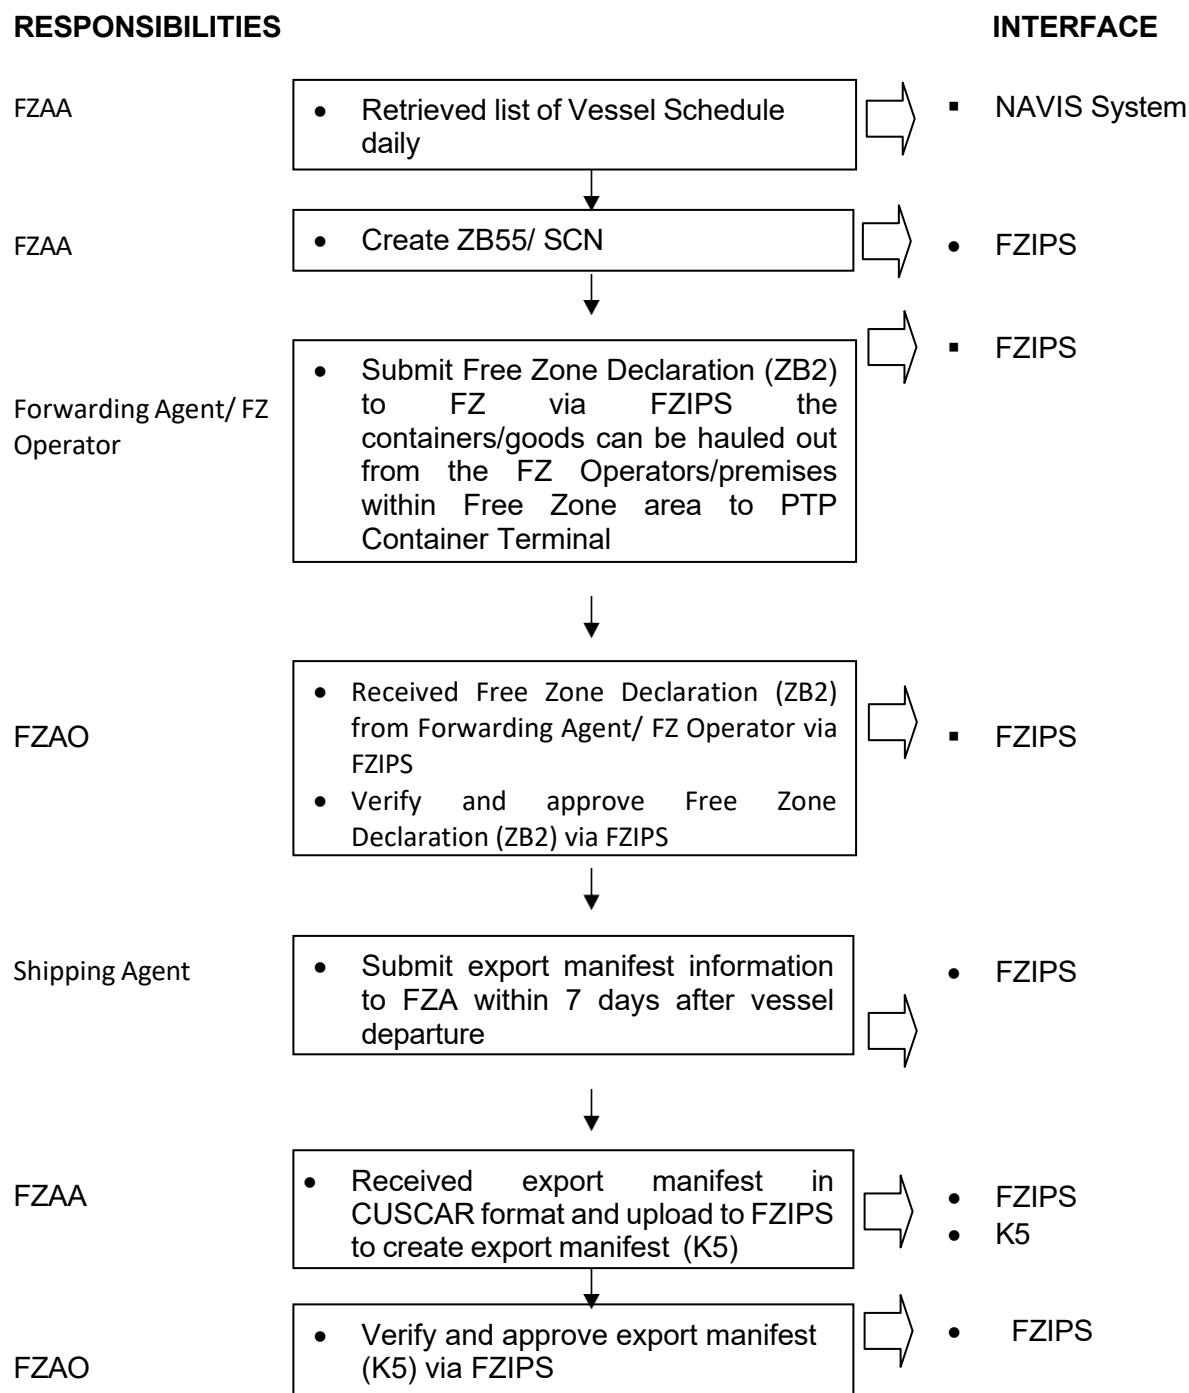 RESPONSIBILITIES INTERFACE
FZAA
• Retrieved list of Vessel Schedule
daily
▪ NAVIS System
FZAA
• Create ZB55/ SCN
• FZIPS
Forwarding Agent/ FZ
Operator
• Submit Free Zone Declaration (ZB2)
to FZ via FZIPS the
containers/goods can be hauled out
from the FZ Operators/premises
within Free Zone area to PTP
Container Terminal
▪ FZIPS
FZAO
• Received Free Zone Declaration (ZB2)
from Forwarding Agent/ FZ Operator via
FZIPS
• Verify and approve Free Zone
Declaration (ZB2) via FZIPS
▪ FZIPS
Shipping Agent
• Submit export manifest information
to FZA within 7 days after vessel
departure
• FZIPS
FZAA
• Received export manifest in
CUSCAR format and upload to FZIPS
to create export manifest (K5)
• FZIPS
• K5
FZAO
• Verify and approve export manifest
(K5) via FZIPS
• FZIPS